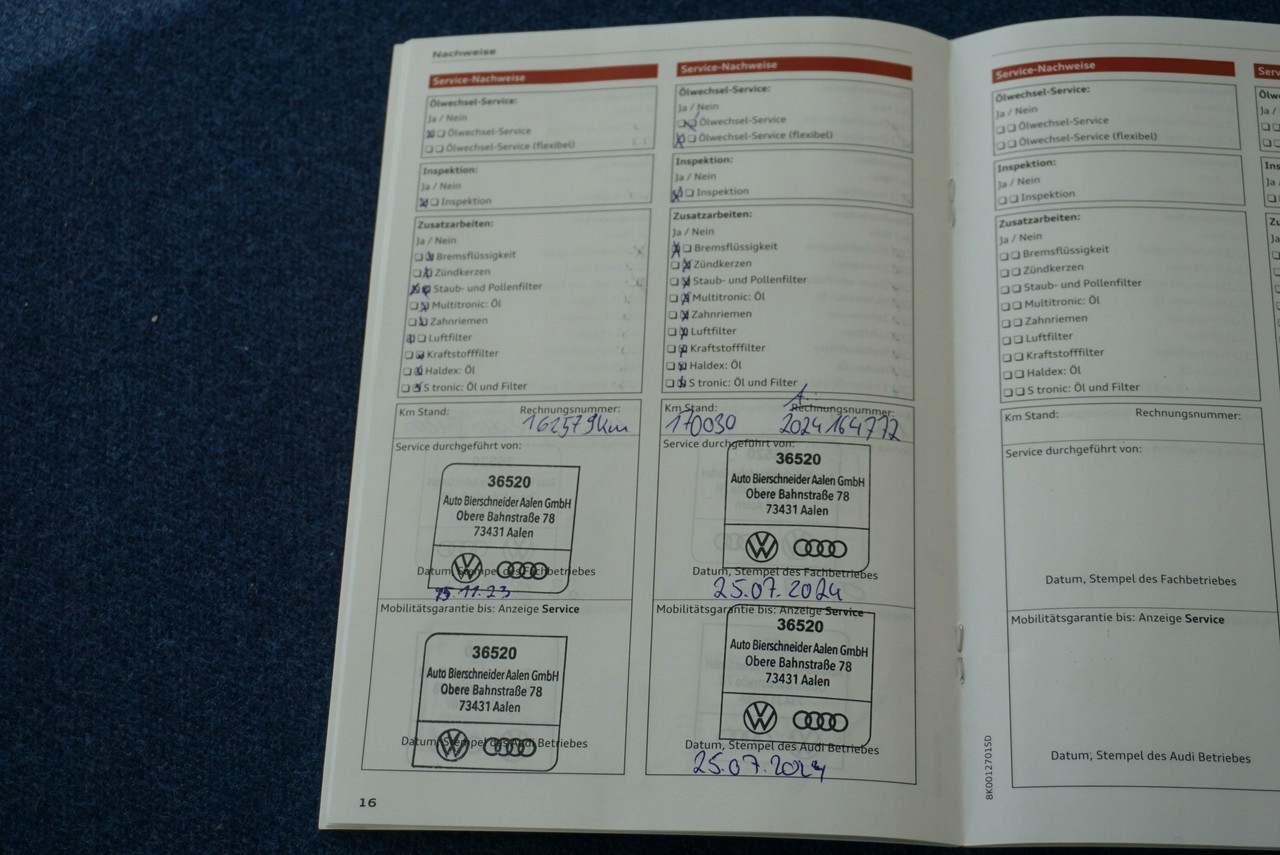 Nachweise
Service-Nachweise
Ölwechsel-Service:
Ja / Nein
Ölwechsel-Service
Ölwechsel-Service (flexibel)
Inspektion:
Ja / Nein
Inspektion
Zusatzarbeiten:
Ja / Nein
Bremsflüssigkeit
Zündkerzen
Staub- und Pollenfilter
Multitronic: Öl
Zahnriemen
Luftfilter
Kraftstofffilter
Haldex: Öl
S tronic: Öl und Filter
Km Stand: Rechnungsnummer:
162579km
Service durchgeführt von:
36520
Auto Bierschneider Aalen GmbH
Obere Bahnstraße 78
73431 Aalen
Datum, Stempel des Fachbetriebes
15.11.23
Mobilitätsgarantie bis: Anzeige Service
36520
Auto Bierschneider Aalen GmbH
Obere Bahnstraße 78
73431 Aalen
Datum, Stempel des Audi Betriebes
16
Service-Nachweise
Ölwechsel-Service:
Ja / Nein
Ölwechsel-Service
Ölwechsel-Service (flexibel)
Inspektion:
Ja / Nein
Inspektion
Zusatzarbeiten:
Ja / Nein
Bremsflüssigkeit
Zündkerzen
Staub- und Pollenfilter
Multitronic: Öl
Zahnriemen
Luftfilter
Kraftstofffilter
Haldex: Öl
S tronic: Öl und Filter
Km Stand: Rechnungsnummer:
170030 2024164772
Service durchgeführt von:
36520
Auto Bierschneider Aalen GmbH
Obere Bahnstraße 78
73431 Aalen
Datum, Stempel des Fachbetriebes
25.07.2024
Mobilitätsgarantie bis: Anzeige Service
36520
Auto Bierschneider Aalen GmbH
Obere Bahnstraße 78
73431 Aalen
Datum, Stempel des Audi Betriebes
25.07.2024
Service-Nachweise
Ölwechsel-Service:
Ja / Nein
Ölwechsel-Service
Ölwechsel-Service (flexibel)
Inspektion:
Ja / Nein
Inspektion
Zusatzarbeiten:
Ja / Nein
Bremsflüssigkeit
Zündkerzen
Staub- und Pollenfilter
Multitronic: Öl
Zahnriemen
Luftfilter
Kraftstofffilter
Haldex: Öl
S tronic: Öl und Filter
Km Stand: Rechnungsnummer:
Service durchgeführt von:
Datum, Stempel des Fachbetriebes
Mobilitätsgarantie bis: Anzeige Service
Datum, Stempel des Audi Betriebes
8K0012701SD